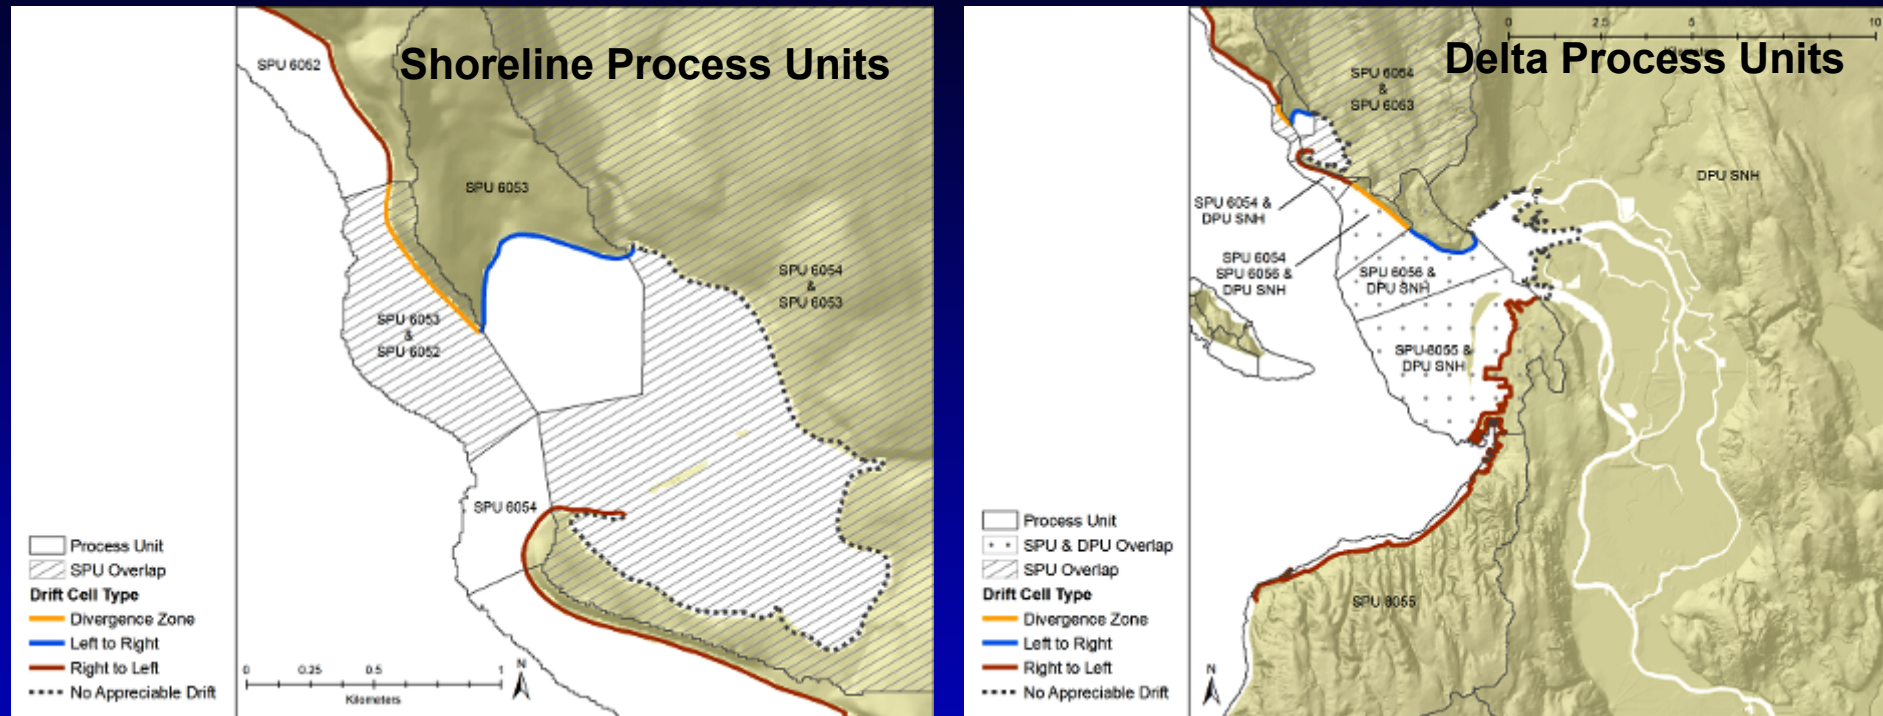 Shoreline Process Units
SPU 6052
SPU 6053
SPU 6054
&
SPU 6053
SPU 6053
&
SPU 6052
SPU 6054
Process Unit
SPU Overlap
Drift Cell Type
Divergence Zone
Left to Right
Right to Left
No Appreciable Drift
0 0.25 0.5 1
Kilometers
N
Delta Process Units
0 2.5 5 10
Kilometers
SPU 6054
&
SPU 6053
DPU SNH
SPU 6054 &
DPU SNH
SPU 6054
SPU 6056 &
DPU SNH
SPU 6056 &
DPU SNH
SPU 6055 &
DPU SNH
SPU 6055
Process Unit
SPU & DPU Overlap
SPU Overlap
Drift Cell Type
Divergence Zone
Left to Right
Right to Left
No Appreciable Drift
N